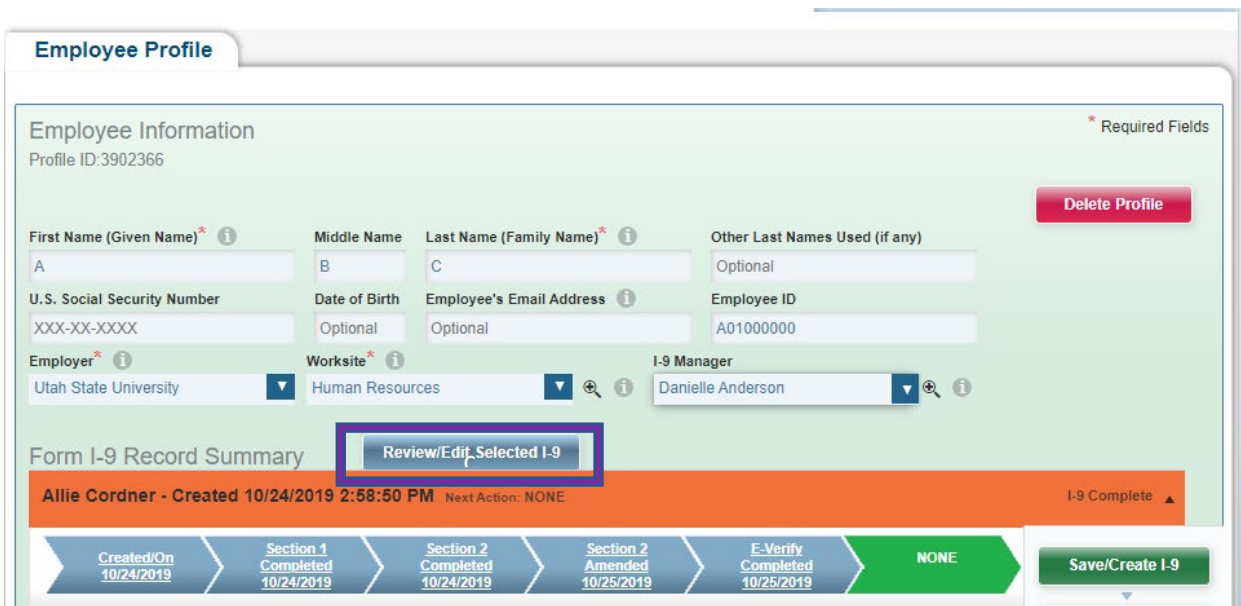 Employee Profile
Employee Information
* Required Fields
Profile ID:3902366
Delete Profile
First Name (Given Name)* Middle Name Last Name (Family Name)* Other Last Names Used (if any)
A B C Optional
U.S. Social Security Number Date of Birth Employee's Email Address Employee ID
XXX-XX-XXXX Optional Optional A01000000
Employer* Worksite* I-9 Manager
Utah State University Human Resources Danielle Anderson
Form I-9 Record Summary Review/Edit Selected I-9
Allie Cordner - Created 10/24/2019 2:58:50 PM Next Action: NONE I-9 Complete
Created/On
10/24/2019
Section 1
Completed
10/24/2019
Section 2
Completed
10/24/2019
Section 2
Amended
10/25/2019
E-Verify
Completed
10/25/2019
NONE
Save/Create I-9